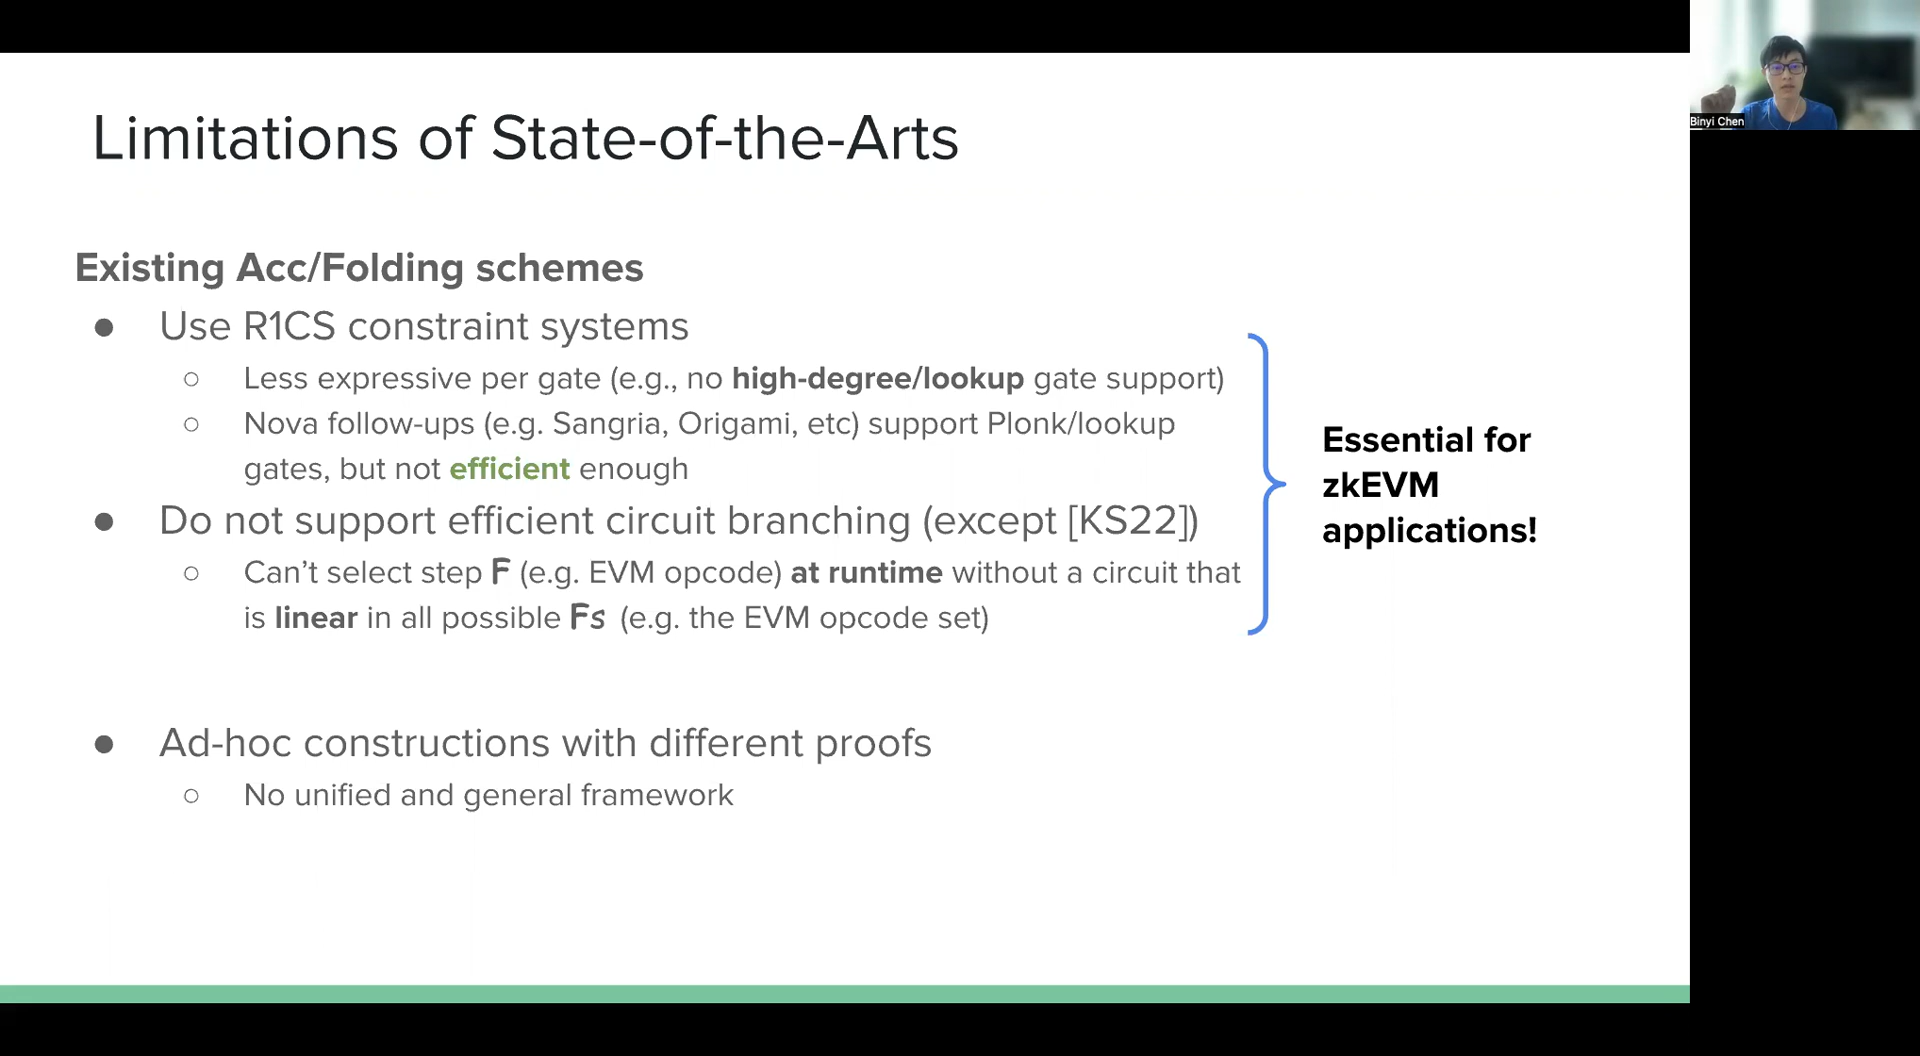 Limitations of State-of-the-Arts
Existing Acc/Folding schemes
● Use R1CS constraint systems
○ Less expressive per gate (e.g., no high-degree/lookup gate support)
○ Nova follow-ups (e.g. Sangria, Origami, etc) support Plonk/lookup
gates, but not efficient enough
● Do not support efficient circuit branching (except [KS22])
○ Can’t select step F (e.g. EVM opcode) at runtime without a circuit that
is linear in all possible Fs (e.g. the EVM opcode set)
Essential for
zkEVM
applications!
● Ad-hoc constructions with different proofs
○ No unified and general framework
Binyi Chen